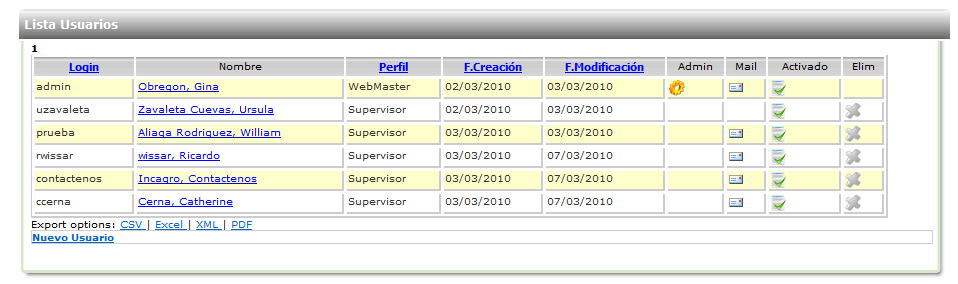 Lista Usuarios
1
Login Nombre Perfil F.Creación F.Modificación Admin Mail Activado Elim
admin Obregon, Gina WebMaster 02/03/2010 03/03/2010
uzavaleta Zavaleta Cuevas, Ursula Supervisor 02/03/2010 03/03/2010
prueba Aliaga Rodriquez, William Supervisor 03/03/2010 03/03/2010
rwissar wissar, Ricardo Supervisor 03/03/2010 07/03/2010
contactenos Incagro, Contactenos Supervisor 03/03/2010 07/03/2010
ccerna Cerna, Catherine Supervisor 03/03/2010 07/03/2010
Export options: CSV | Excel | XML | PDF
Nuevo Usuario